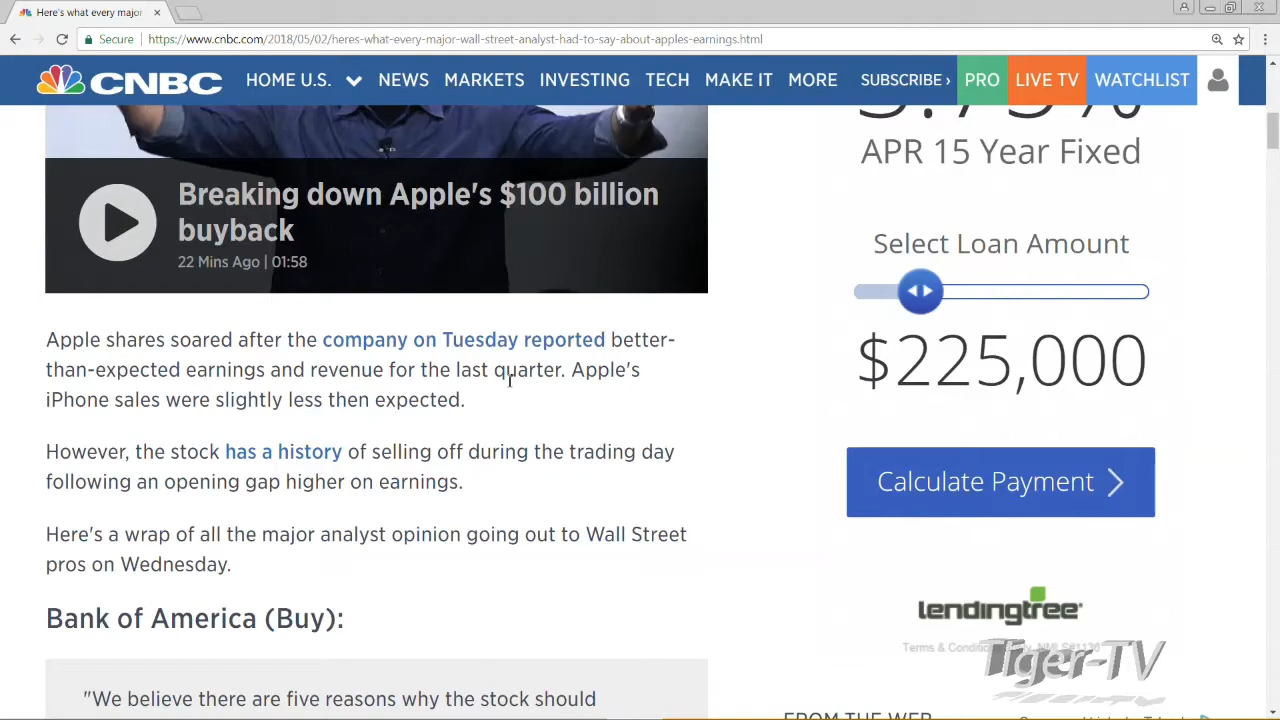 Here's what every major
Secure
https://www.cnbc.com/2018/05/02/heres-what-every-major-wall-street-analyst-had-to-say-about-apples-earnings.html
CNBC
HOME U.S.
NEWS
MARKETS
INVESTING
TECH
MAKE IT
MORE
SUBSCRIBE ›
PRO
LIVE TV
WATCHLIST
Breaking down Apple's $100 billion
buyback
22 Mins Ago | 01:58
Apple shares soared after the company on Tuesday reported better-
than-expected earnings and revenue for the last quarter. Apple's
iPhone sales were slightly less then expected.
However, the stock has a history of selling off during the trading day
following an opening gap higher on earnings.
Here's a wrap of all the major analyst opinion going out to Wall Street
pros on Wednesday.
Bank of America (Buy):
"We believe there are five reasons why the stock should
APR 15 Year Fixed
Select Loan Amount
$225,000
Calculate Payment
lendingtree
Terms & Conditions
Tiger-TV
FROM THE WEB